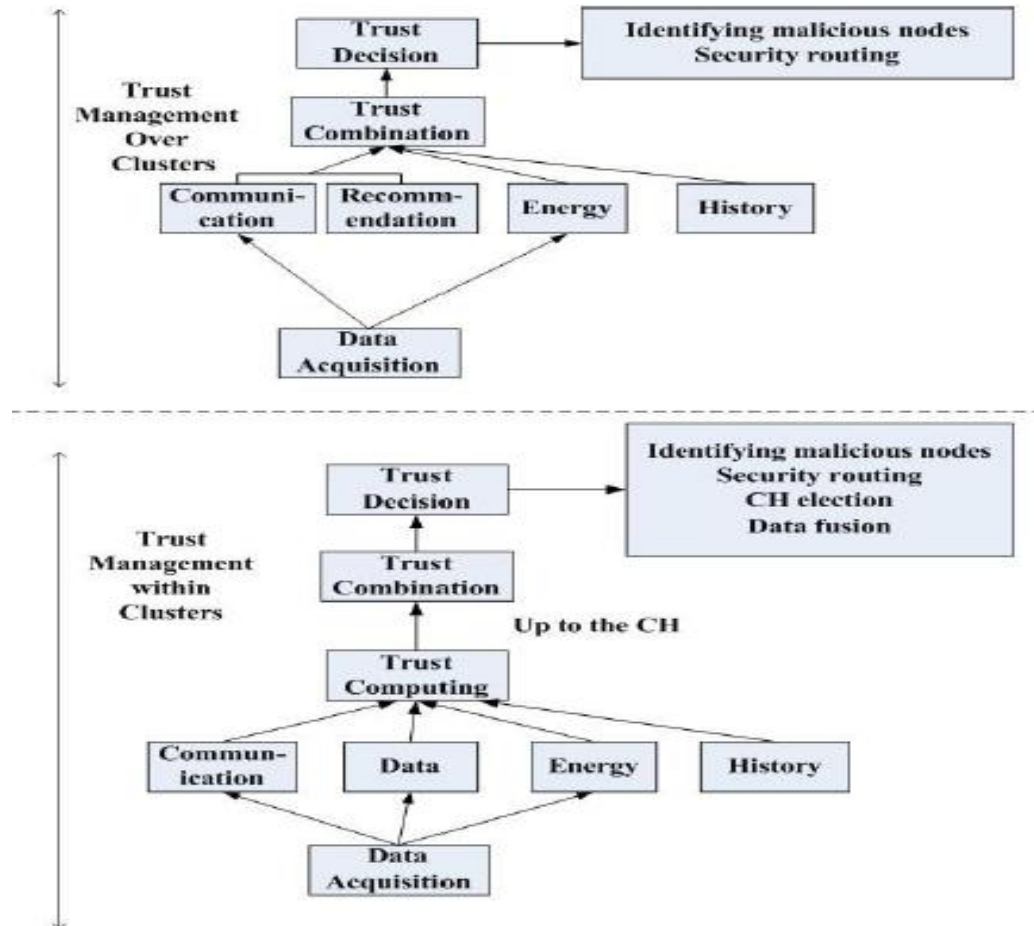 Trust
Decision
Identifying malicious nodes
Security routing
Trust
Management
Over
Clusters
Trust
Combination
Communi-
cation
Recomm-
endation
Energy
History
Data
Acquisition
Identifying malicious nodes
Security routing
CH election
Data fusion
Trust
Decision
Trust
Management
within
Clusters
Trust
Combination
Up to the CH
Trust
Computing
Commun-
ication
Data
Energy
History
Data
Acquisition